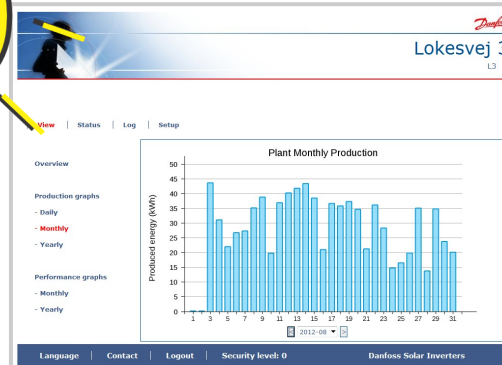 Lokesvej 3
L3
View | Status | Log | Setup
Overview
Production graphs
- Daily
- Monthly
- Yearly
Performance graphs
- Monthly
- Yearly
Plant Monthly Production
Produced energy (kWh)
50
45
40
35
30
25
20
15
10
5
0
1 3 5 7 9 11 13 15 17 19 21 23 25 27 29 31
< 2012-08 >
Language | Contact | Logout | Security level: 0 Danfoss Solar Inverters